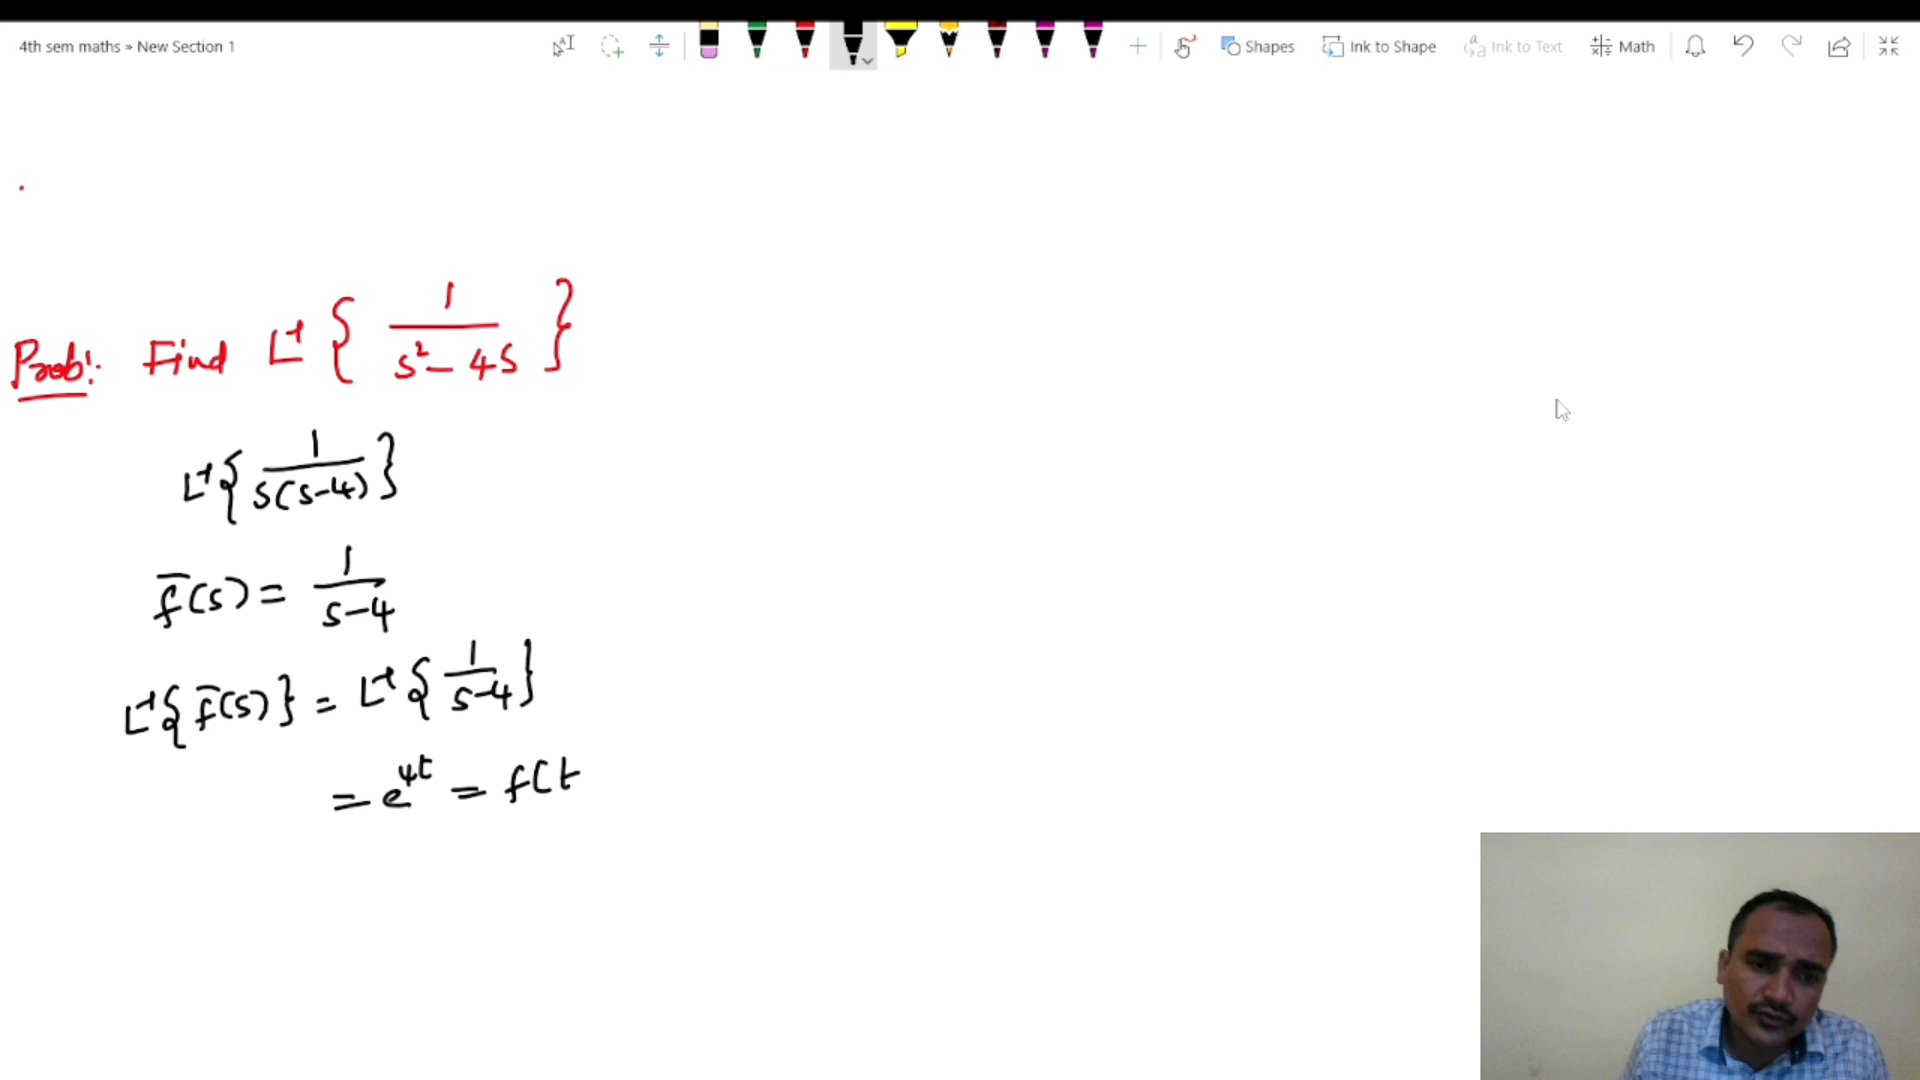 4th sem maths » New Section 1
Shapes Ink to Shape Ink to Text Math
Prob: Find L⁻¹ { 1/(s² - 4s) }
L⁻¹ { 1/(s(s-4)) }
f̅(s) = 1/(s-4)
L⁻¹{ f̅(s) } = L⁻¹ { 1/(s-4) }
= e^{4t} = f(t